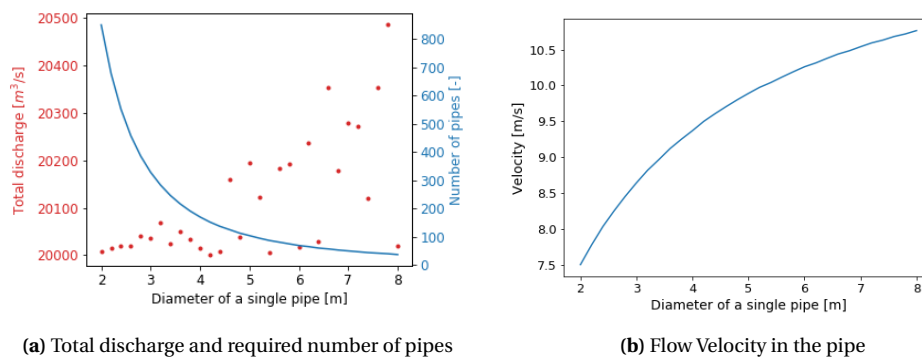 20500
20400
20300
20200
20100
20000
Total discharge [m³/s]
800
700
600
500
400
300
200
100
0
Number of pipes [-]
2 3 4 5 6 7 8
Diameter of a single pipe [m]
10.5
10.0
9.5
9.0
8.5
8.0
7.5
Velocity [m/s]
2 3 4 5 6 7 8
Diameter of a single pipe [m]
(a) Total discharge and required number of pipes
(b) Flow Velocity in the pipe